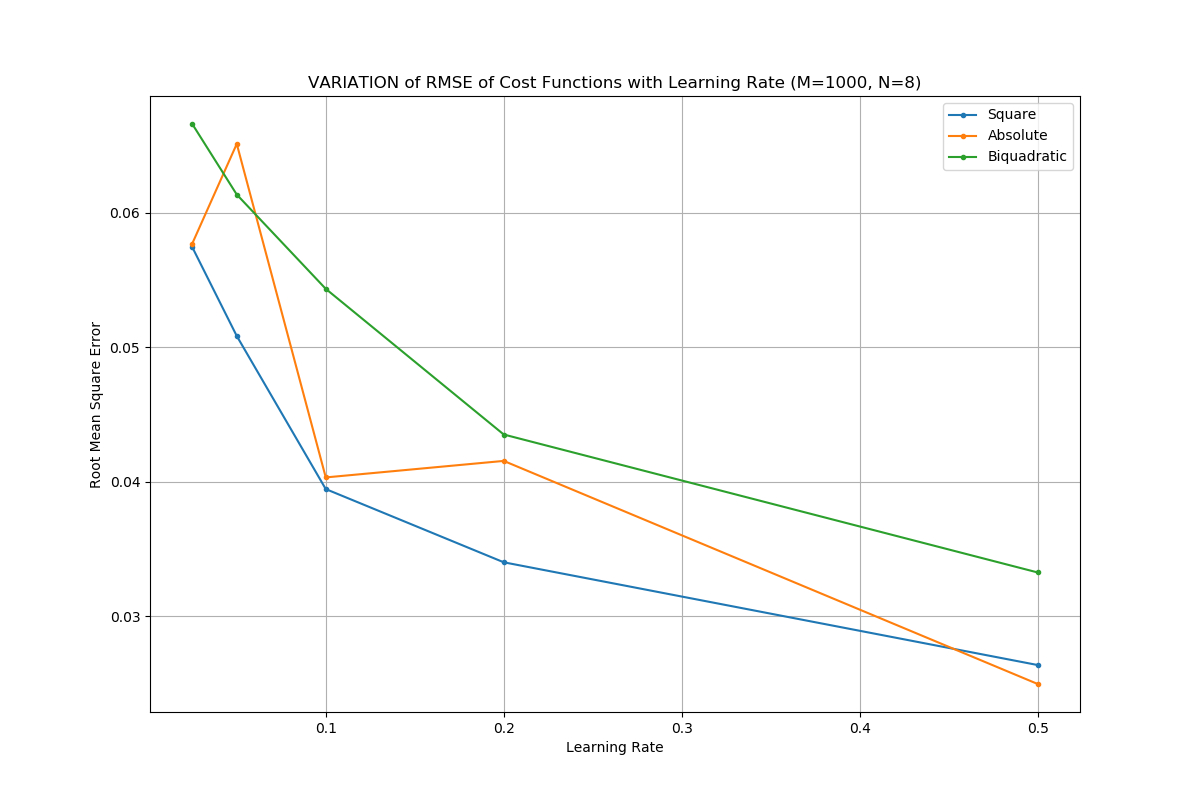 VARIATION of RMSE of Cost Functions with Learning Rate (M=1000, N=8)
Square
Absolute
Biquadratic
0.06
0.05
0.04
0.03
Root Mean Square Error
0.1 0.2 0.3 0.4 0.5
Learning Rate